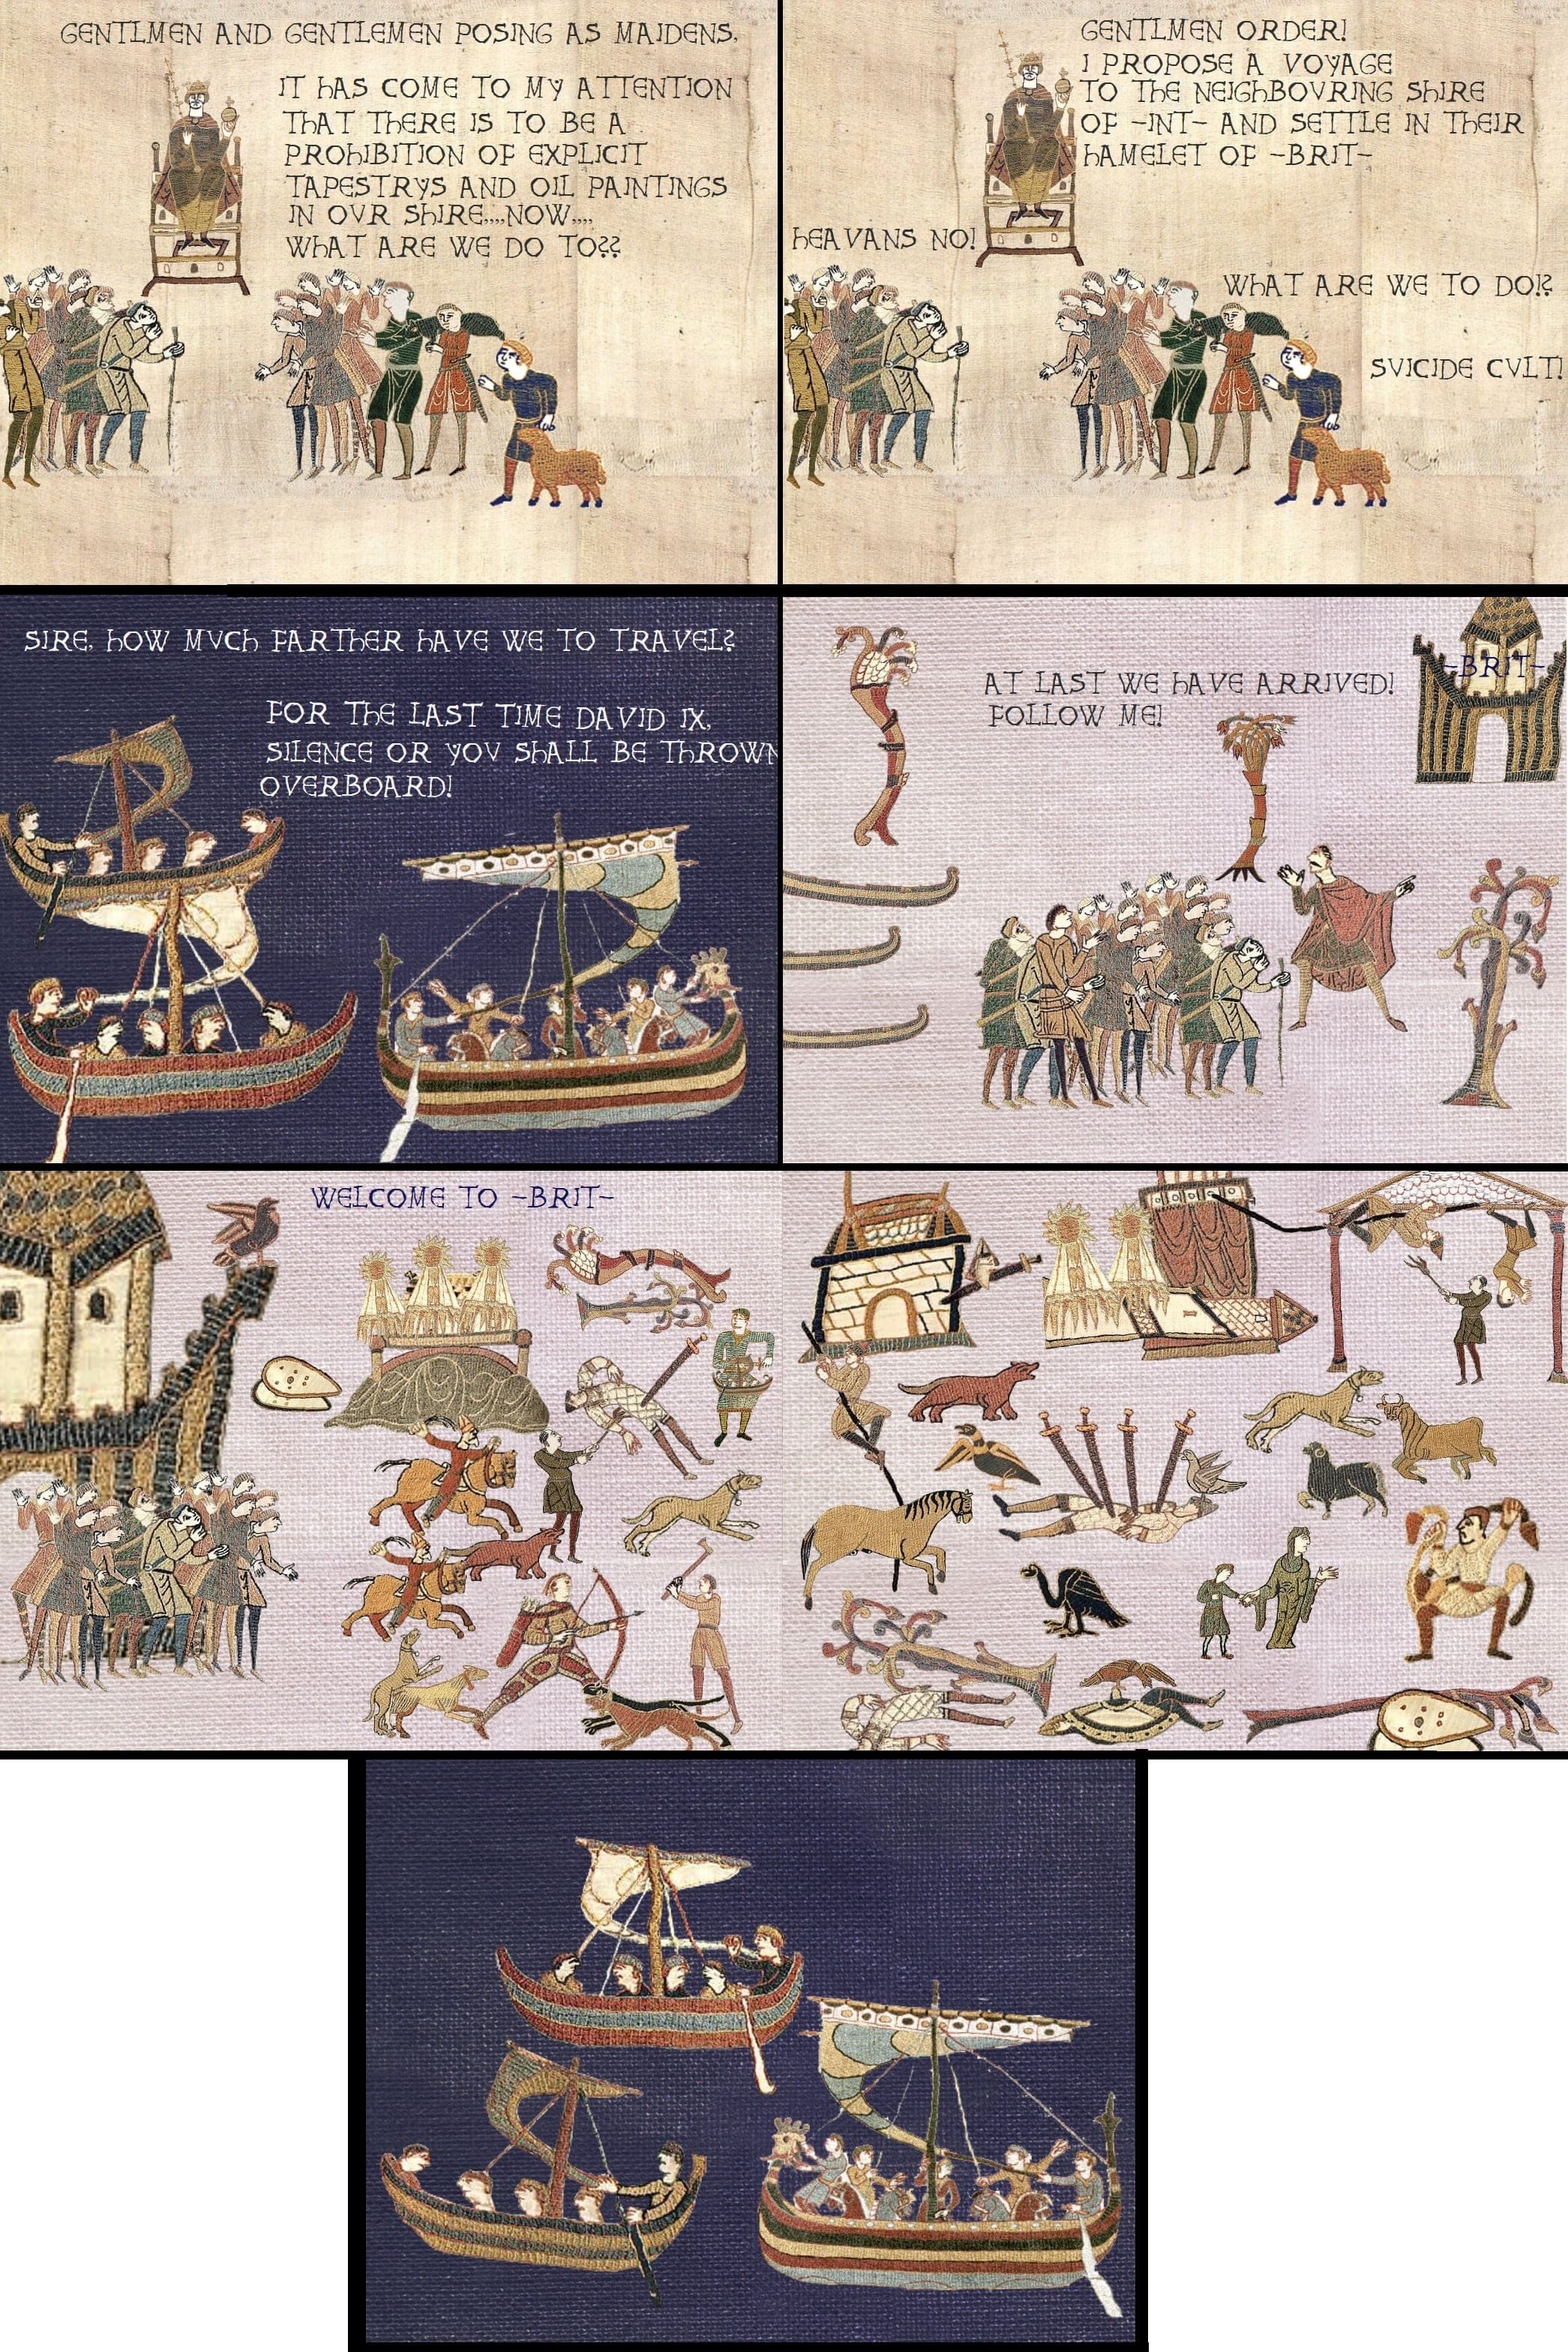 GENTLMEN AND GENTLEMEN POSING AS MAIDENS,
IT HAS COME TO MY ATTENTION
THAT THERE IS TO BE A
PROHIBITION OF EXPLICIT
TAPESTRYS AND OIL PAINTINGS
IN OVR SHIRE,,,,NOW,,,,
WHAT ARE WE DO TO??
GENTLMEN ORDER!
I PROPOSE A VOYAGE
TO THE NEIGHBOVRING SHIRE
OF -INT- AND SETTLE IN THEIR
HAMELET OF -BRIT-
HEAVANS NO!
WHAT ARE WE TO DO!?
SVICIDE CVLT!
SIRE, HOW MVCH FARTHER HAVE WE TO TRAVEL?
FOR THE LAST TIME DAVID IX,
SILENCE OR YOV SHALL BE THROWN
OVERBOARD!
AT LAST WE HAVE ARRIVED!
FOLLOW ME!
-BRIT-
WELCOME TO -BRIT-